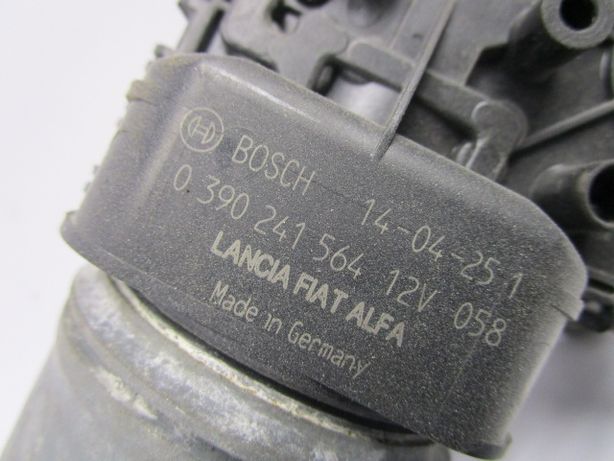 BOSCH 14-04-25 1
0 390 241 564 12V 058
LANCIA FIAT ALFA
Made in Germany